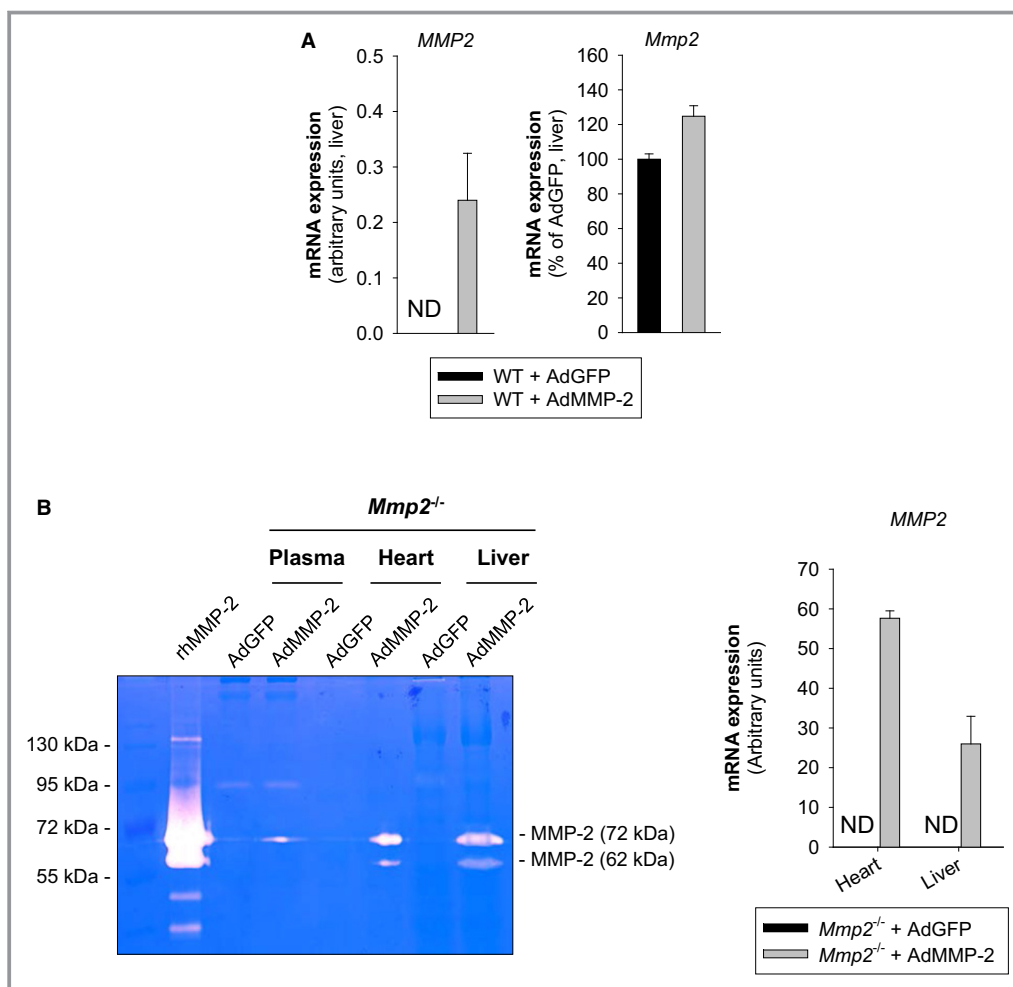 A
MMP2
0.5
0.4
0.3
0.2
0.1
0.0
mRNA expression
(arbitrary units, liver)
ND
Mmp2
160
140
120
100
80
60
40
20
0
mRNA expression
(% of AdGFP, liver)
WT + AdGFP
WT + AdMMP-2
B
Mmp2-/-
Plasma Heart Liver
rhMMP-2 AdGFP AdMMP-2 AdGFP AdMMP-2 AdGFP AdMMP-2
130 kDa -
95 kDa -
72 kDa -
55 kDa -
- MMP-2 (72 kDa)
- MMP-2 (62 kDa)
MMP2
70
60
50
40
30
20
10
0
mRNA expression
(Arbitrary units)
ND ND
Heart Liver
Mmp2-/- + AdGFP
Mmp2-/- + AdMMP-2